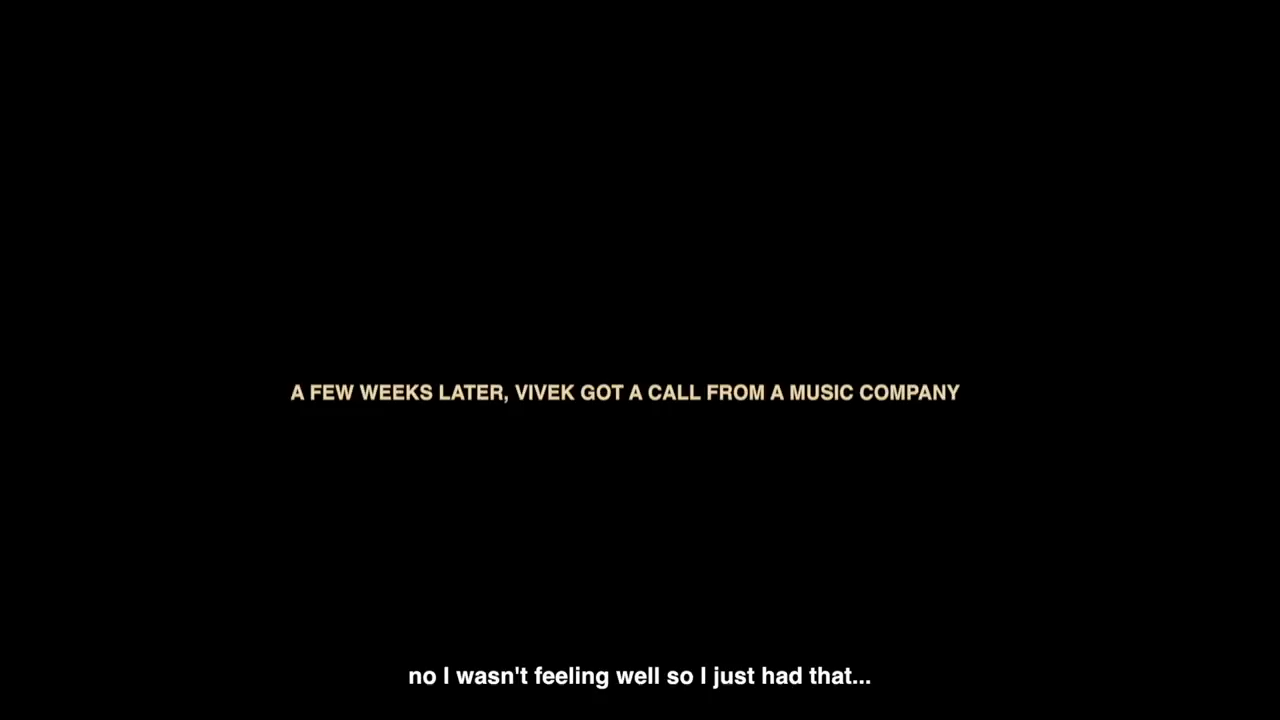 A FEW WEEKS LATER, VIVEK GOT A CALL FROM A MUSIC COMPANY
no I wasn't feeling well so I just had that...